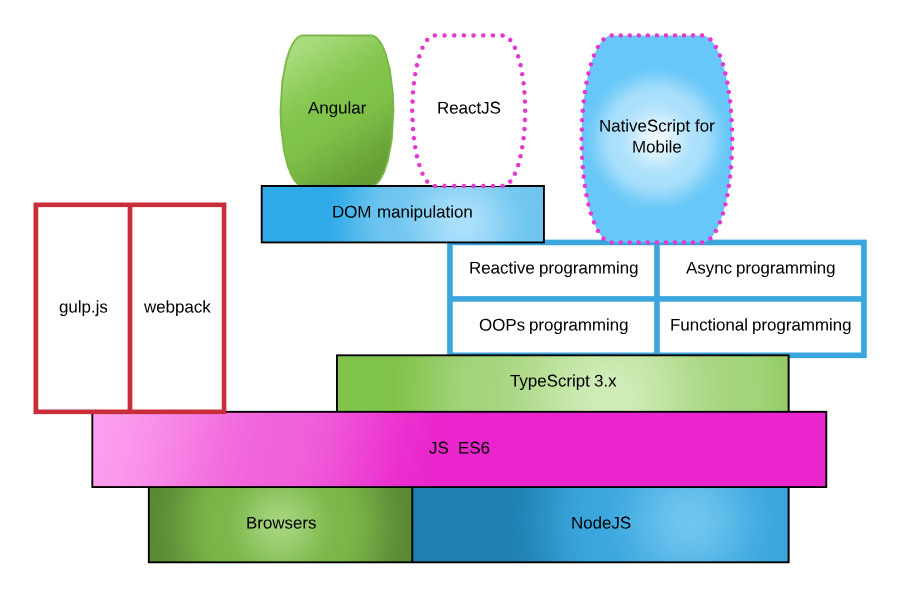 Angular
ReactJS
NativeScript for
Mobile
DOM manipulation
gulp.js
webpack
Reactive programming
Async programming
OOPs programming
Functional programming
TypeScript 3.x
JS  ES6
Browsers
NodeJS